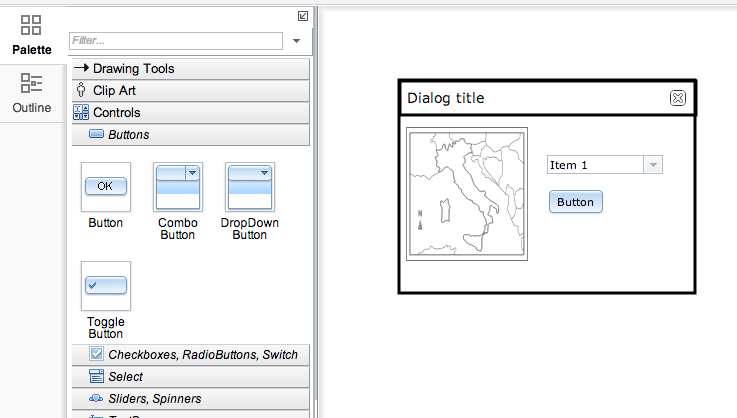 Palette
Outline
Filter...
Drawing Tools
Clip Art
Controls
Buttons
OK
Button
Combo
Button
DropDown
Button
Toggle
Button
Checkboxes, RadioButtons, Switch
Select
Sliders, Spinners
Dialog title
N
Item 1
Button